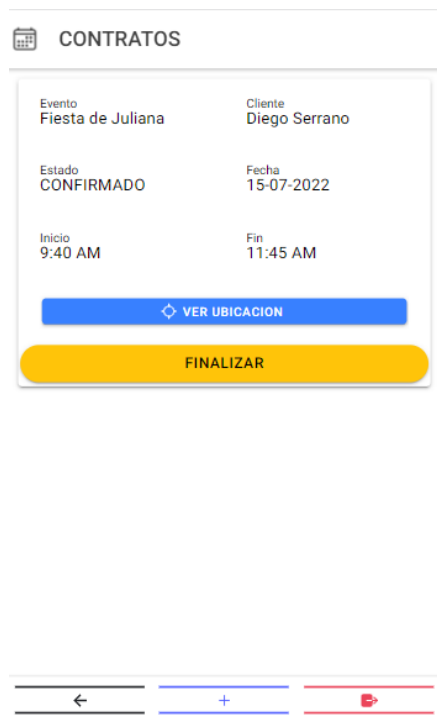 CONTRATOS
Evento
Fiesta de Juliana
Cliente
Diego Serrano
Estado
CONFIRMADO
Fecha
15-07-2022
Inicio
9:40 AM
Fin
11:45 AM
VER UBICACION
FINALIZAR